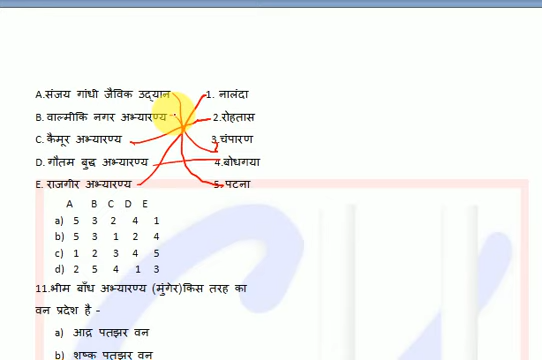 A.संजय गांधी जैविक उद्यान 1. नालंदा
B. वाल्मीकि नगर अभ्यारण्य 2.रोहतास
C. कैमूर अभ्यारण्य 3.चंपारण
D. गौतम बुद्ध अभ्यारण्य 4.बोधगया
E. राजगीर अभ्यारण्य 5. पटना
A B C D E
a) 5 3 2 4 1
b) 5 3 1 2 4
c) 1 2 3 4 5
d) 2 5 4 1 3
11.भीम बाँध अभ्यारण्य (मुंगेर)किस तरह का
वन प्रदेश है -
a) आद्र पतझर वन
b) शुष्क पतझर वन